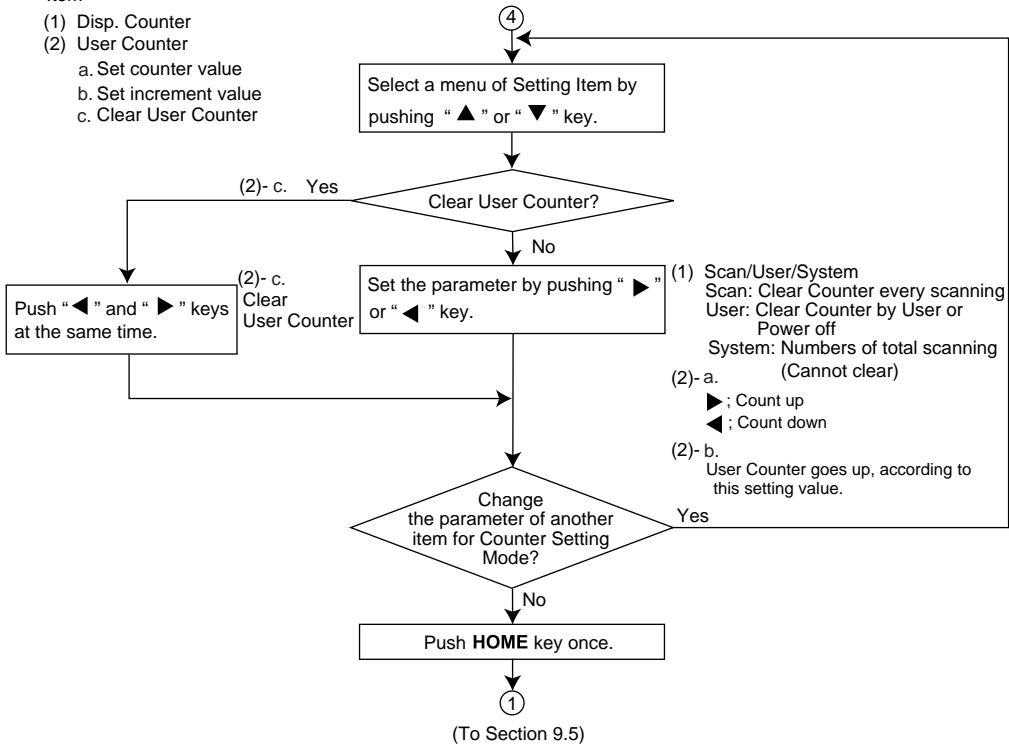 Item
(1) Disp. Counter
(2) User Counter
a. Set counter value
b. Set increment value
c. Clear User Counter
4
Select a menu of Setting Item by
pushing “ ▲ ” or “ ▼ ” key.
(2)- c. Yes
Clear User Counter?
No
Push “ ◀ ” and “ ▶ ” keys
at the same time.
(2)- c.
Clear
User Counter
Set the parameter by pushing “ ▶ ”
or “ ◀ ” key.
(1) Scan/User/System
Scan: Clear Counter every scanning
User: Clear Counter by User or
Power off
System: Numbers of total scanning
(Cannot clear)
(2)- a.
▶ ; Count up
◀ ; Count down
(2)- b.
User Counter goes up, according to
this setting value.
Change
the parameter of another
item for Counter Setting
Mode?
Yes
No
Push HOME key once.
1
(To Section 9.5)